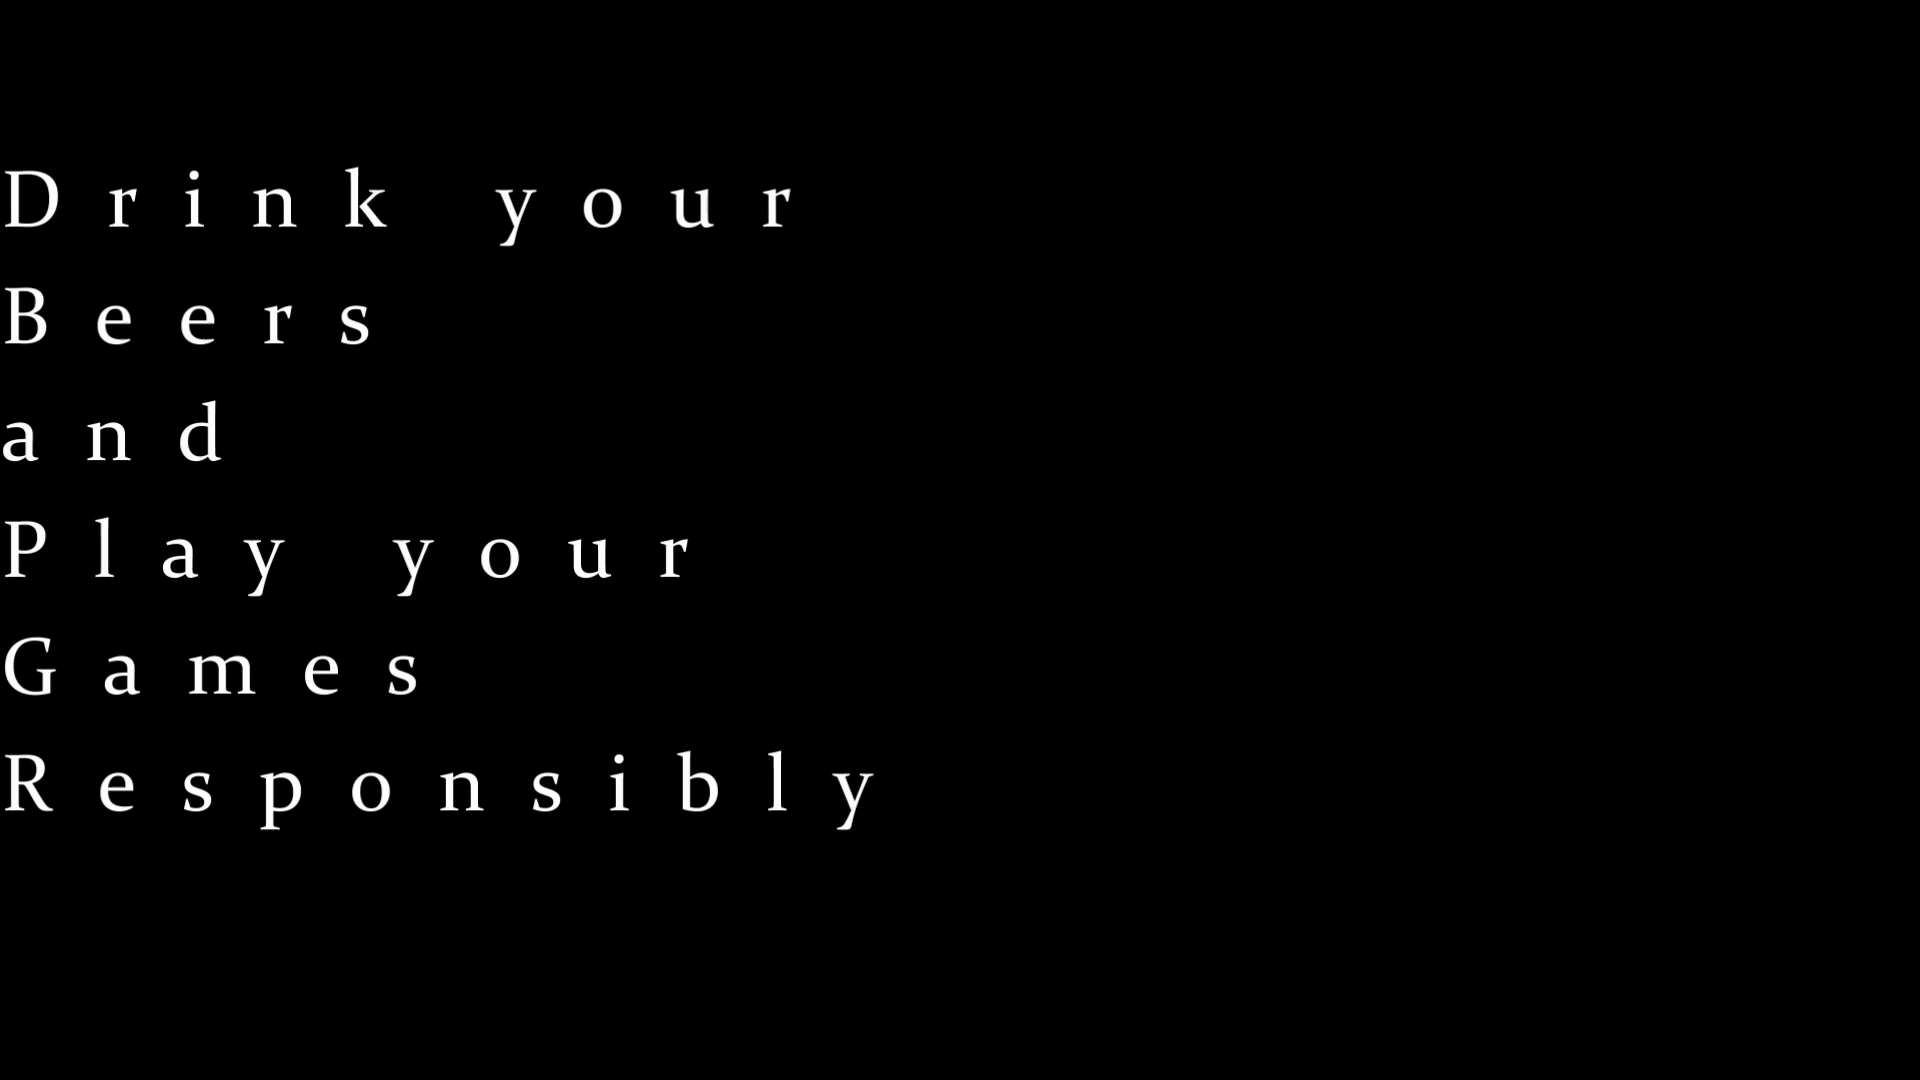 Drink your
Beers
and
Play your
Games
Responsibly